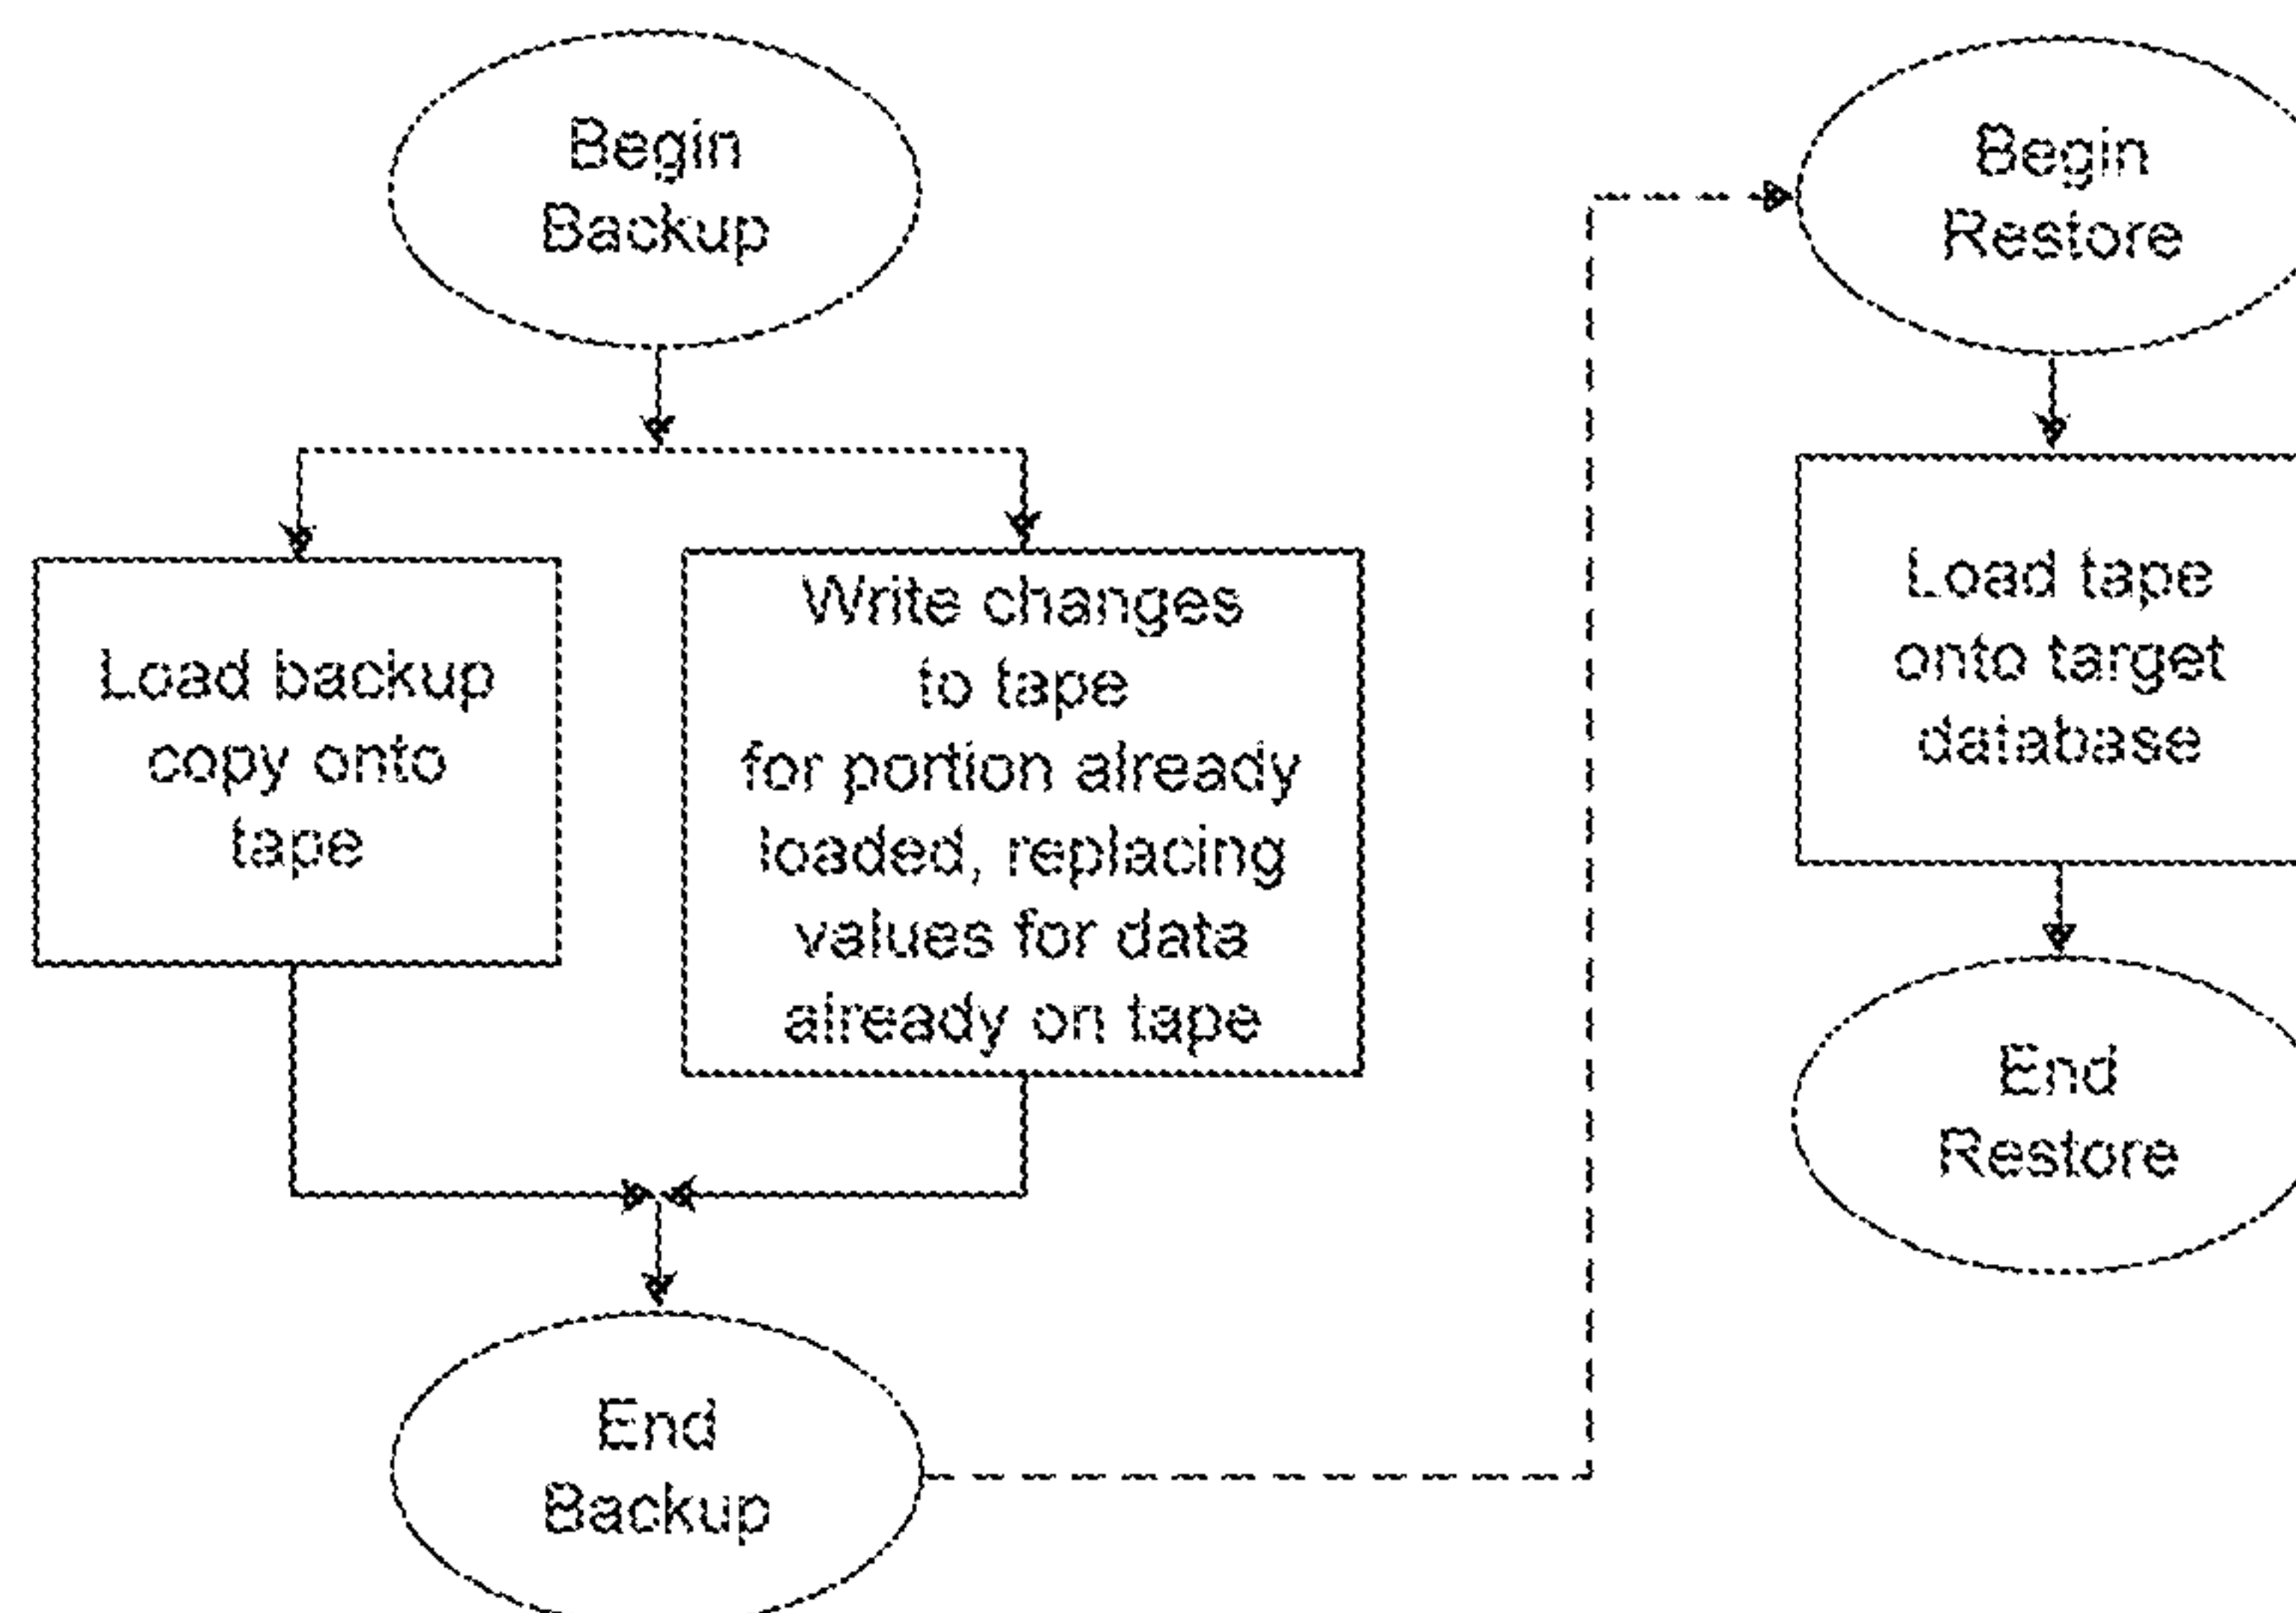 Begin
Backup
Load backup
copy onto
tape
Write changes
to tape
for portion already
loaded, replacing
values for data
already on tape
End
Backup
Begin
Restore
Load tape
onto target
database
End
Restore